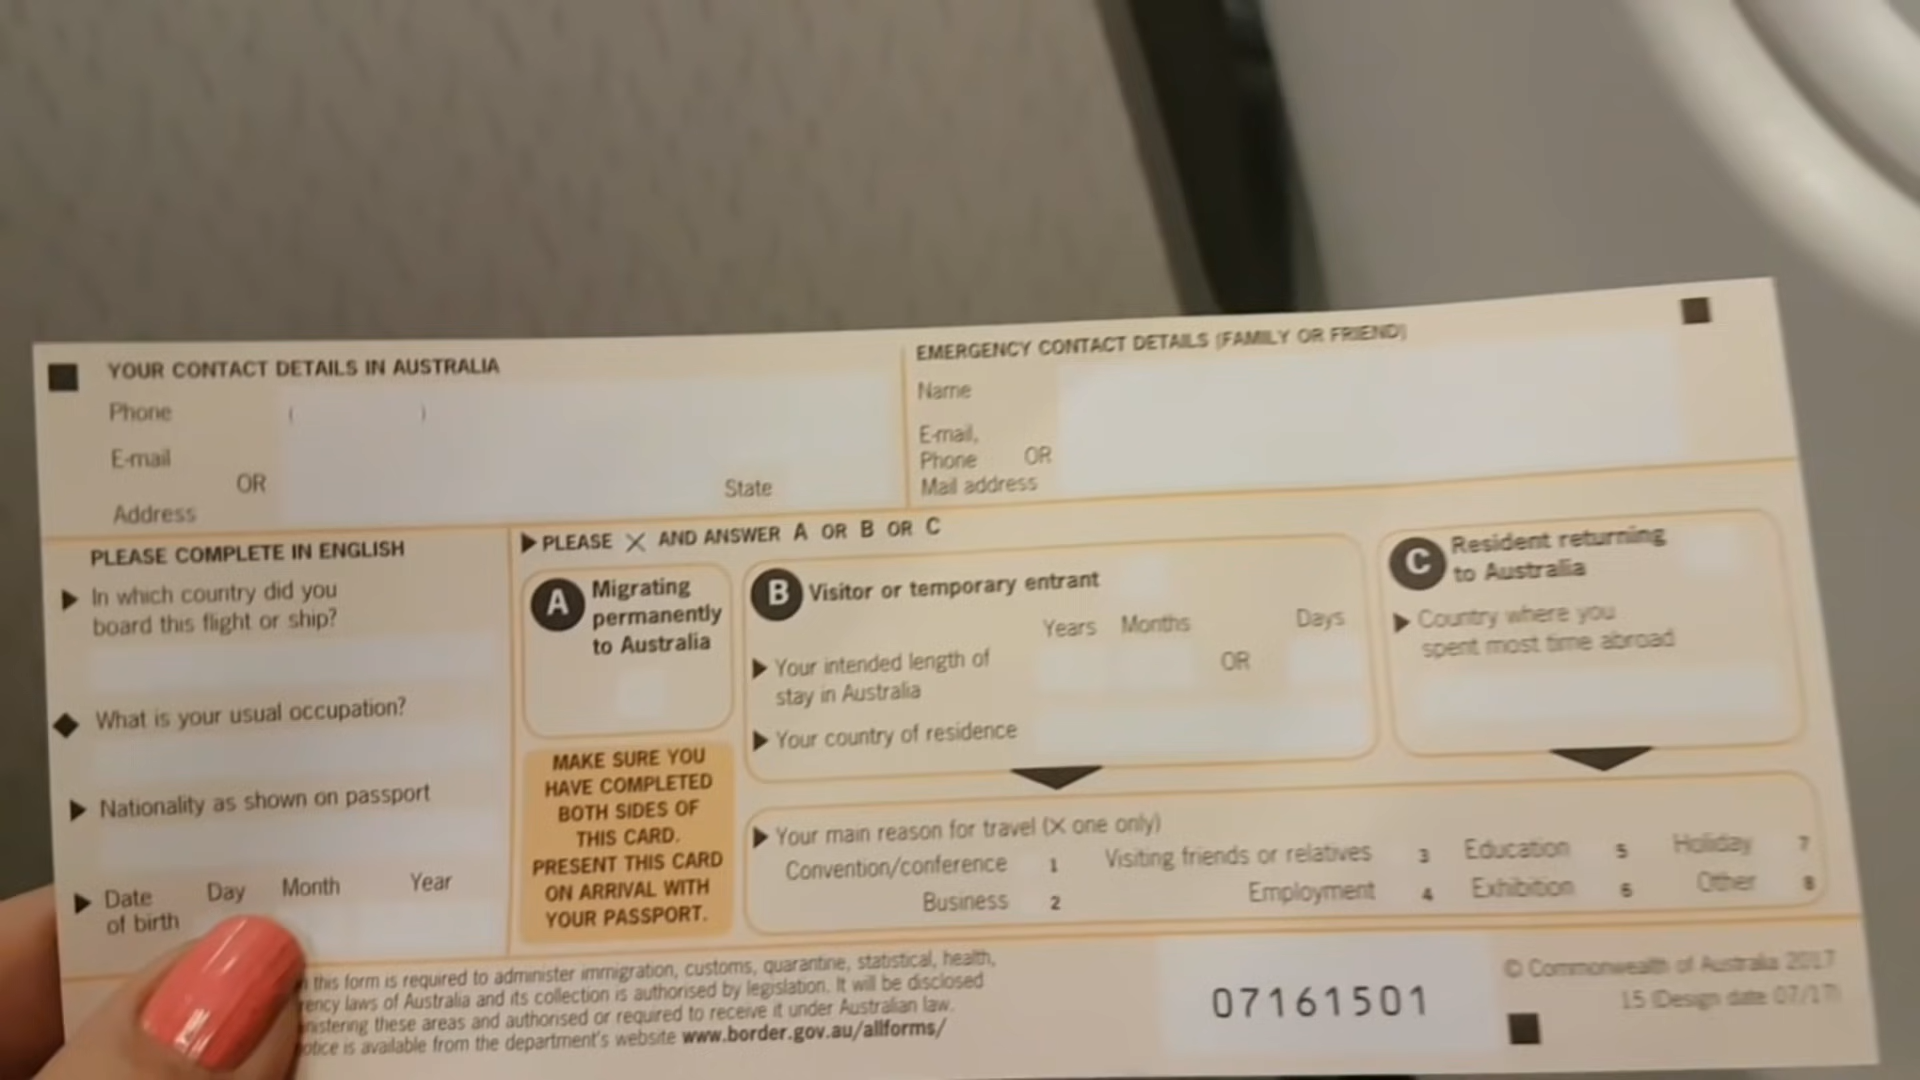 YOUR CONTACT DETAILS IN AUSTRALIA
Phone ( )
E-mail
OR
Address
State
EMERGENCY CONTACT DETAILS (FAMILY OR FRIEND)
Name
E-mail,
Phone OR
Mail address
PLEASE COMPLETE IN ENGLISH
In which country did you
board this flight or ship?
What is your usual occupation?
Nationality as shown on passport
Date Day Month Year
of birth
PLEASE X AND ANSWER A OR B OR C
A Migrating
permanently
to Australia
MAKE SURE YOU
HAVE COMPLETED
BOTH SIDES OF
THIS CARD.
PRESENT THIS CARD
ON ARRIVAL WITH
YOUR PASSPORT.
B Visitor or temporary entrant
Years Months Days
Your intended length of
stay in Australia
OR
Your country of residence
C Resident returning
to Australia
Country where you
spent most time abroad
Your main reason for travel (X one only)
Convention/conference 1 Visiting friends or relatives 3 Education 5 Holiday 7
Business 2 Employment 4 Exhibition 6 Other 8
this form is required to administer immigration, customs, quarantine, statistical, health,
laws of Australia and its collection is authorised by legislation. It will be disclosed
these areas and authorised or required to receive it under Australian law.
is available from the department's website www.border.gov.au/allforms/
07161501
© Commonwealth of Australia 2017
15 (Design date 07/17)